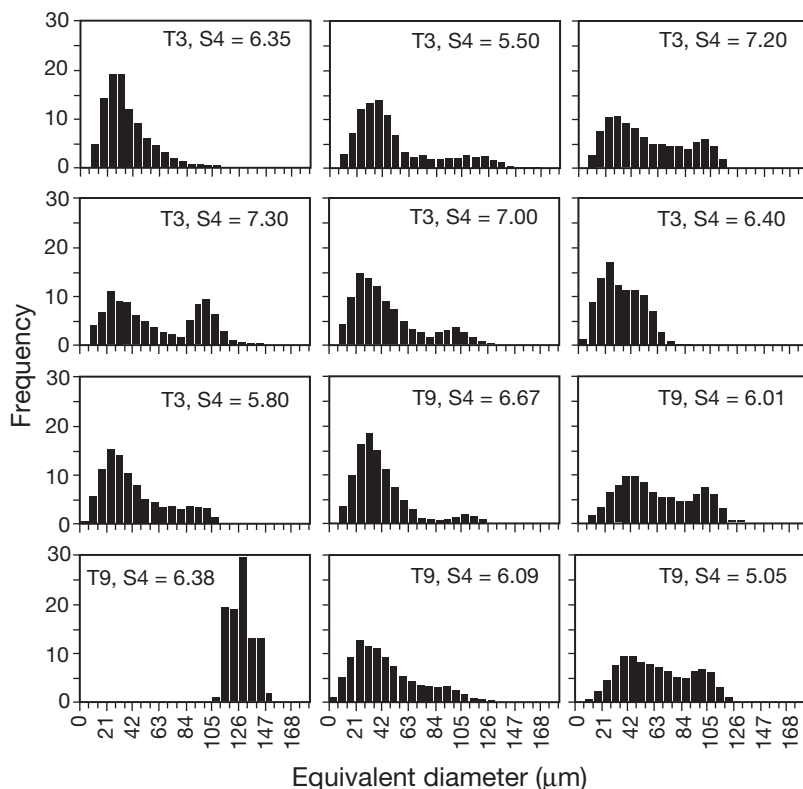 30
20
10
0
T3, S4 = 6.35
T3, S4 = 5.50
T3, S4 = 7.20
30
20
10
0
T3, S4 = 7.30
T3, S4 = 7.00
T3, S4 = 6.40
Frequency
30
20
10
0
T3, S4 = 5.80
T9, S4 = 6.67
T9, S4 = 6.01
30
20
10
0
T9, S4 = 6.38
T9, S4 = 6.09
T9, S4 = 5.05
0 21 42 63 84 105 126 147 168
0 21 42 63 84 105 126 147 168
0 21 42 63 84 105 126 147 168
Equivalent diameter (μm)